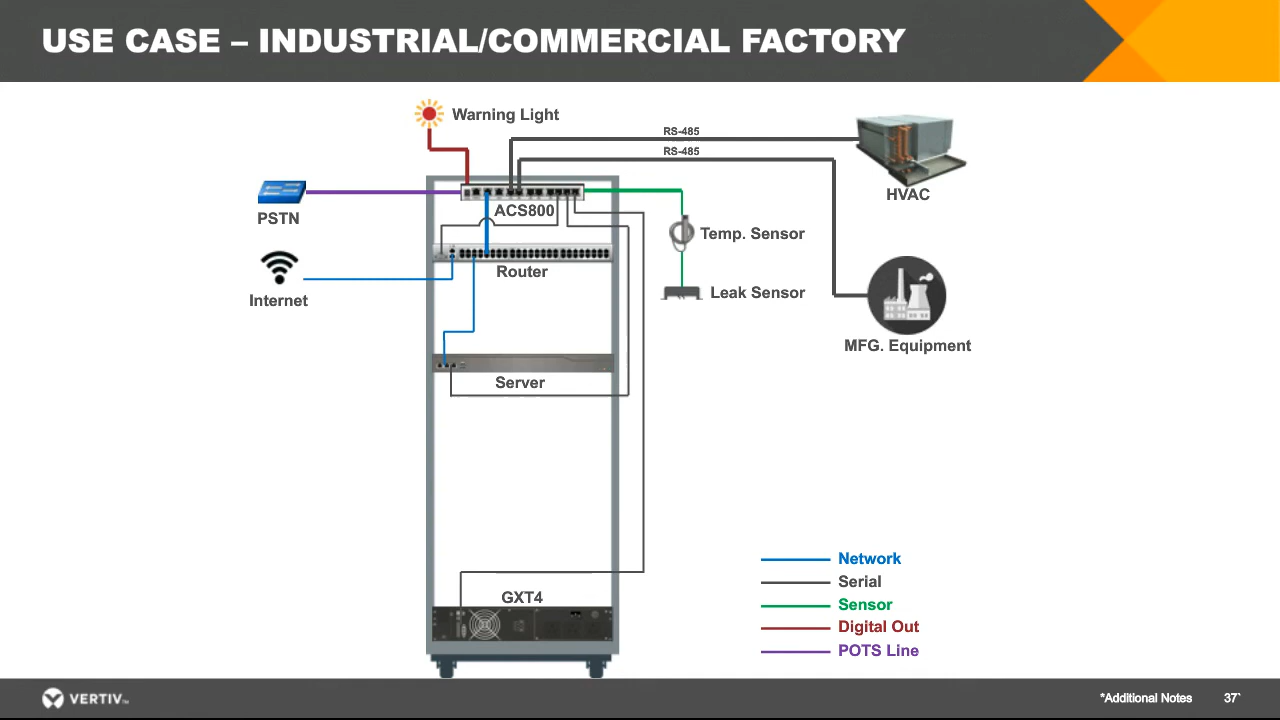 USE CASE – INDUSTRIAL/COMMERCIAL FACTORY
Warning Light
RS-485
RS-485
HVAC
PSTN
ACS800
Temp. Sensor
Router
Internet
Leak Sensor
MFG. Equipment
Server
Network
Serial
GXT4
Sensor
Digital Out
POTS Line
VERTIV™
*Additional Notes
37`